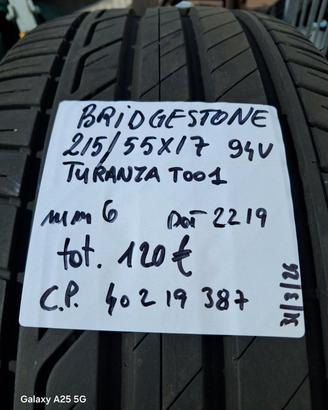 BRIDGESTONE
215/55X17 94V
TURANZA T001
mm 6 DOT 2219
tot. 120€
C.P. 40219387
31/3/26
Galaxy A25 5G